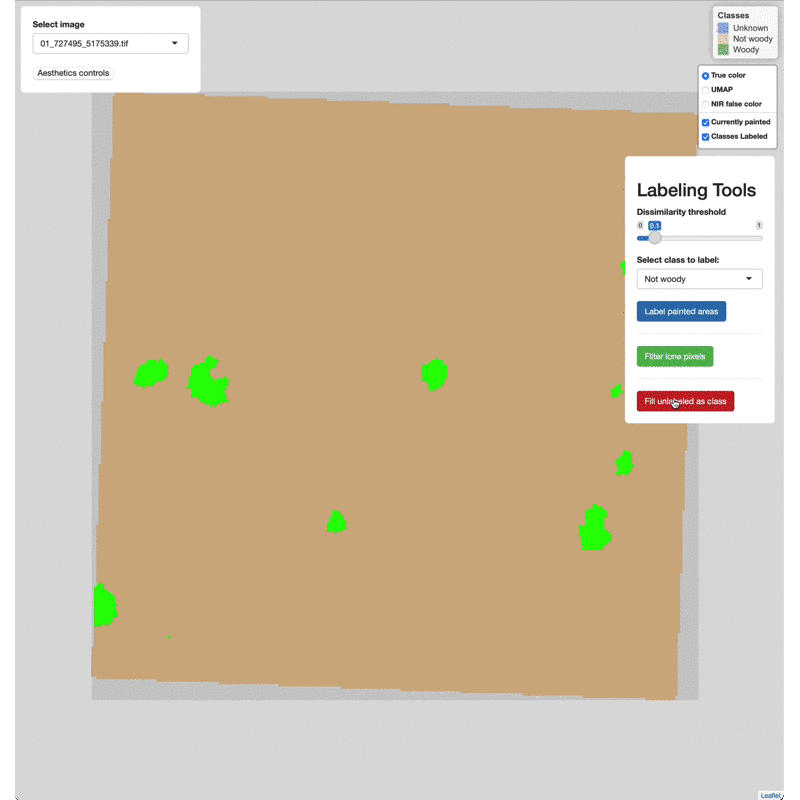 Select image
01_727495_5175339.tif
Aesthetics controls
Classes
Unknown
Not woody
Woody
True color
UMAP
NIR false color
Currently painted
Classes Labeled
Labeling Tools
Dissimilarity threshold
0 0.1 1
Select class to label:
Not woody
Label painted areas
Filter lone pixels
Fill unlabeled as class
Leaflet